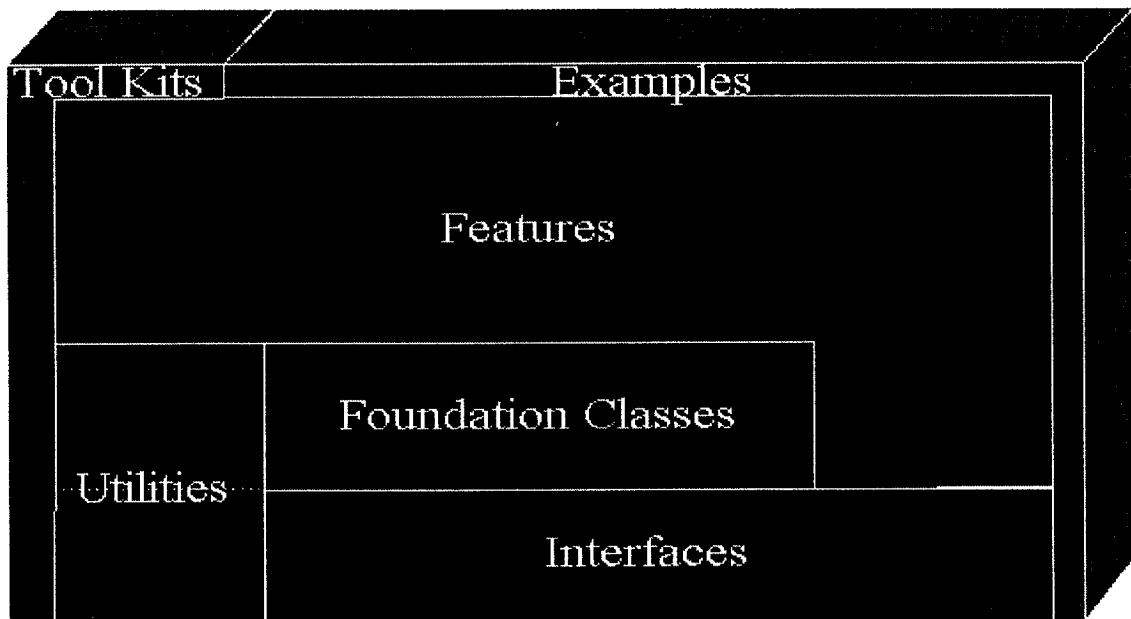 Tool Kits
Examples
Features
Foundation Classes
Utilities
Interfaces